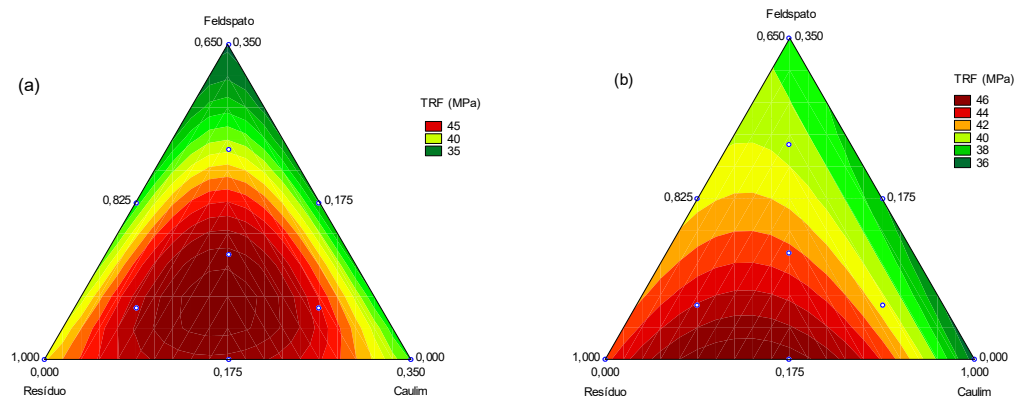 Feldspato
0,650 0,350
(a)
TRF (MPa)
45
40
35
0,825
0,175
1,000
0,000
0,000
0,175
0,350
Resíduo
Caulim
Feldspato
0,650 0,350
(b)
TRF (MPa)
46
44
42
40
38
36
0,825
0,175
1,000
0,000
0,000
0,175
1,000
Resíduo
Caulim